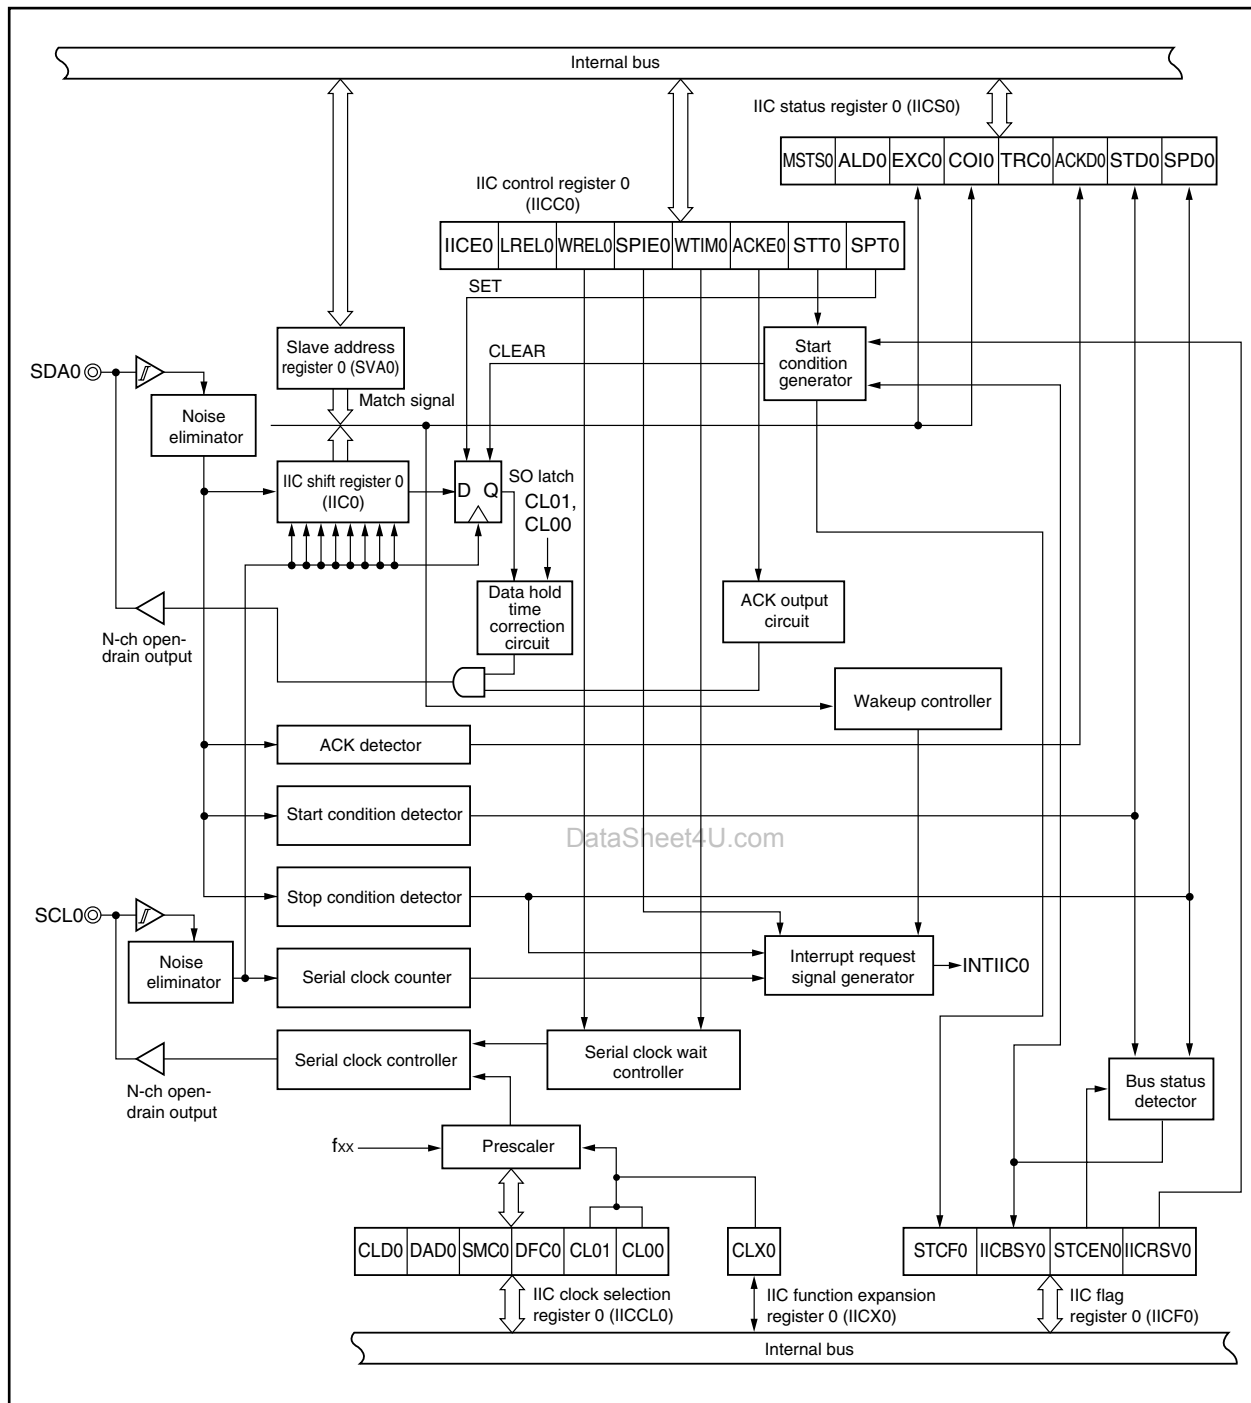 Internal bus
IIC status register 0 (IICS0)
MSTS0 ALD0 EXC0 COI0 TRC0 ACKD0 STD0 SPD0
IIC control register 0
(IICC0)
IICE0 LREL0 WREL0 SPIE0 WTIM0 ACKE0 STT0 SPT0
SET
Slave address
register 0 (SVA0)
CLEAR
Start
condition
generator
SDA0
Match signal
Noise
eliminator
IIC shift register 0
(IIC0)
D Q
SO latch
CL01,
CL00
Data hold
time
correction
circuit
ACK output
circuit
N-ch open-
drain output
Wakeup controller
ACK detector
Start condition detector
DataSheet4U.com
Stop condition detector
SCL0
Noise
eliminator
Serial clock counter
Interrupt request
signal generator
INTIIC0
Serial clock controller
Serial clock wait
controller
N-ch open-
drain output
Bus status
detector
fxx
Prescaler
CLD0 DAD0 SMC0 DFC0 CL01 CL00
CLX0
STCF0 IICBSY0 STCEN0 IICRSV0
IIC clock selection
register 0 (IICCL0)
IIC function expansion
register 0 (IICX0)
IIC flag
register 0 (IICF0)
Internal bus